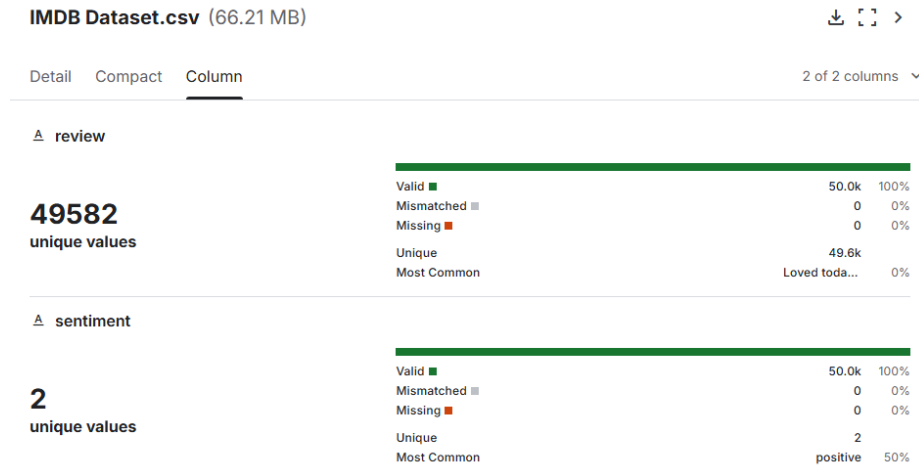 IMDB Dataset.csv (66.21 MB)
Detail Compact Column 2 of 2 columns
A review
49582
unique values
Valid 50.0k 100%
Mismatched 0 0%
Missing 0 0%
Unique 49.6k
Most Common Loved toda... 0%
A sentiment
2
unique values
Valid 50.0k 100%
Mismatched 0 0%
Missing 0 0%
Unique 2
Most Common positive 50%